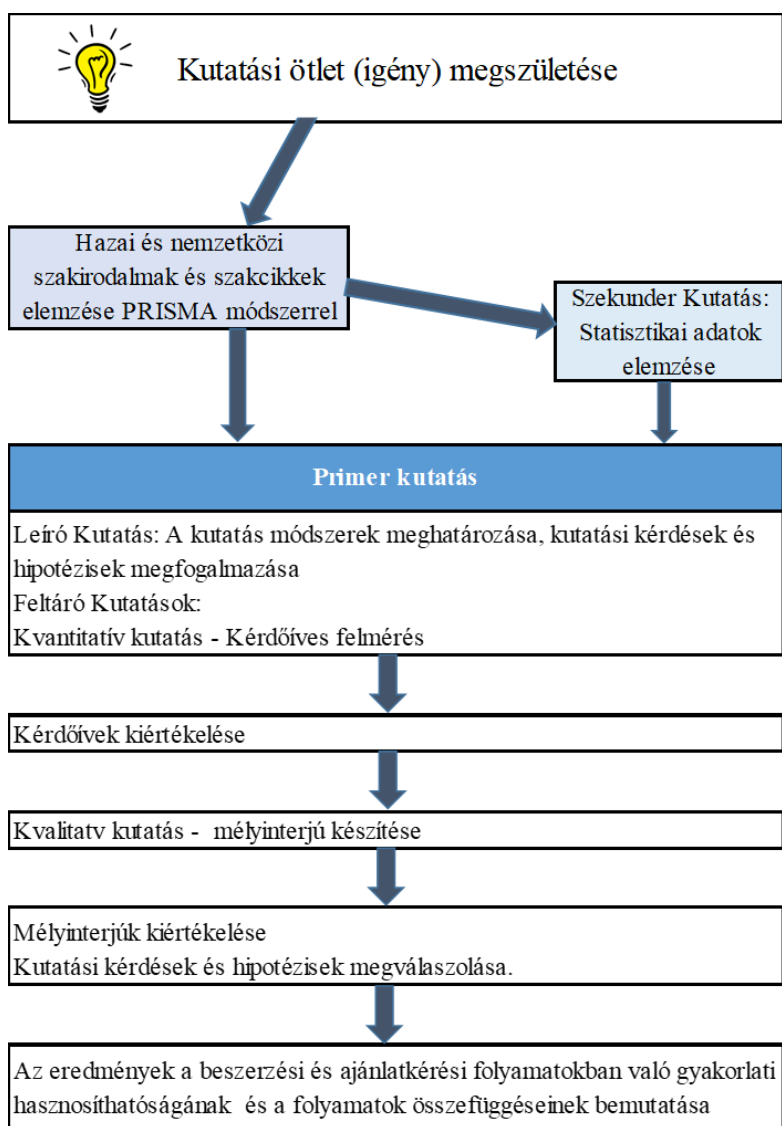 Kutatási ötlet (igény) megszületése
Hazai és nemzetközi
szakirodalmak és szakcikkek
elemzése PRISMA módszerrel
Szekunder Kutatás:
Statisztikai adatok
elemzése
Primer kutatás
Leíró Kutatás: A kutatás módszerek meghatározása, kutatási kérdések és
hipotézisek megfogalmazása
Feltáró Kutatások:
Kvantitatív kutatás - Kérdőíves felmérés
Kérdőívek kiértékelése
Kvalitatv kutatás - mélyinterjú készítése
Mélyinterjúk kiértékelése
Kutatási kérdések és hipotézisek megválaszolása.
Az eredmények a beszerzési és ajánlatkérési folyamatokban való gyakorlati
hasznosíthatóságának és a folyamatok összefüggéseinek bemutatása